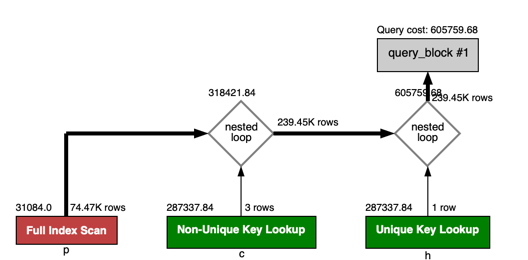 Query cost: 605759.68
query_block #1
318421.84
605759.68
239.45K rows
nested
loop
239.45K rows
nested
loop
31084.0
74.47K rows
287337.84
3 rows
287337.84
1 row
Full Index Scan
Non-Unique Key Lookup
Unique Key Lookup
p
c
h